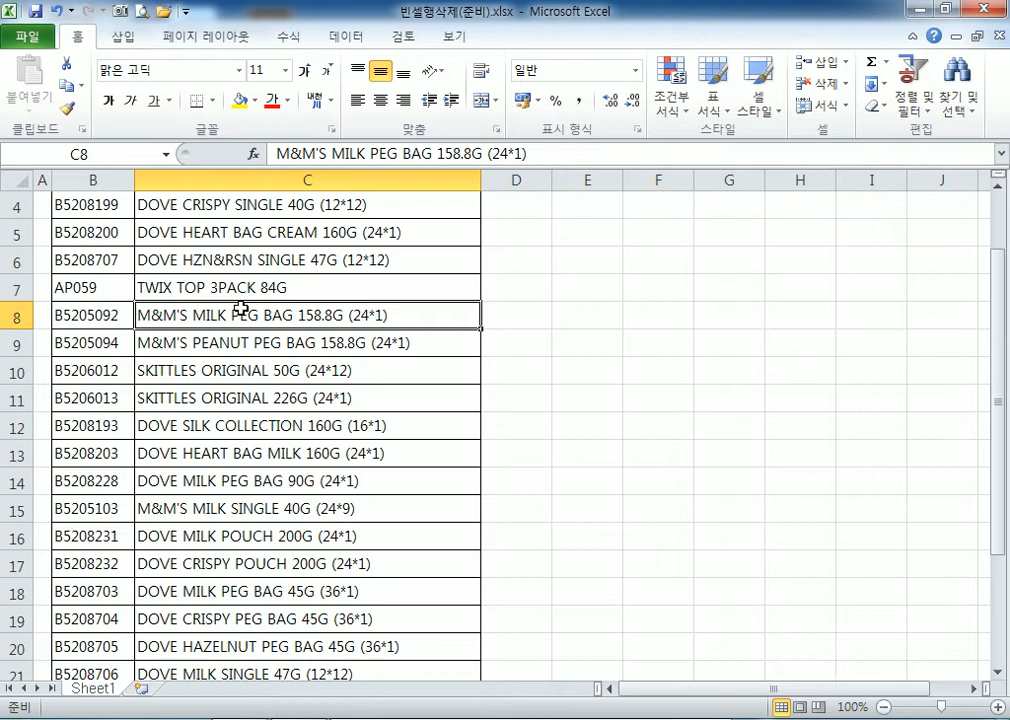 빈셀행삭제(준비).xlsx - Microsoft Excel
파일 홈 삽입 페이지 레이아웃 수식 데이터 검토 보기
붙여넣기
클립보드
맑은 고딕 11
가 가
가 가 가 가 내천
글꼴
맞춤
일반
% ,
표시 형식
조건부 서식
표 서식
셀 스타일
스타일
삽입
삭제
서식
셀
Σ
정렬 및 필터
찾기 및 선택
편집
C8 fx M&M'S MILK PEG BAG 158.8G (24*1)
A B C D E F G H I J
4 B5208199 DOVE CRISPY SINGLE 40G (12*12)
5 B5208200 DOVE HEART BAG CREAM 160G (24*1)
6 B5208707 DOVE HZN&RSN SINGLE 47G (12*12)
7 AP059 TWIX TOP 3PACK 84G
8 B5205092 M&M'S MILK PEG BAG 158.8G (24*1)
9 B5205094 M&M'S PEANUT PEG BAG 158.8G (24*1)
10 B5206012 SKITTLES ORIGINAL 50G (24*12)
11 B5206013 SKITTLES ORIGINAL 226G (24*1)
12 B5208193 DOVE SILK COLLECTION 160G (16*1)
13 B5208203 DOVE HEART BAG MILK 160G (24*1)
14 B5208228 DOVE MILK PEG BAG 90G (24*1)
15 B5205103 M&M'S MILK SINGLE 40G (24*9)
16 B5208231 DOVE MILK POUCH 200G (24*1)
17 B5208232 DOVE CRISPY POUCH 200G (24*1)
18 B5208703 DOVE MILK PEG BAG 45G (36*1)
19 B5208704 DOVE CRISPY PEG BAG 45G (36*1)
20 B5208705 DOVE HAZELNUT PEG BAG 45G (36*1)
21 B5208706 DOVE MILK SINGLE 47G (12*12)
Sheet1
준비 100%